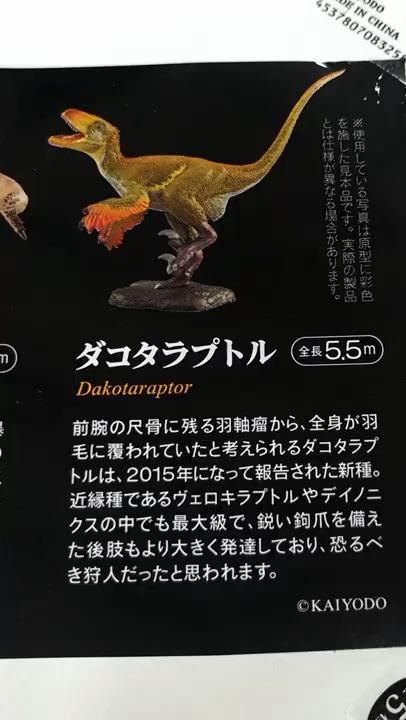 MADE IN CHINA
※使用している写真は原型に彩色
を施した見本品です。実際の製品
とは仕様が異なる場合があります。
ダコタラプトル
全長5.5m
Dakotaraptor
前腕の尺骨に残る羽軸瘤から、全身が羽
毛に覆われていたと考えられるダコタラプ
トルは、2015年になって報告された新種。
近縁種であるヴェロキラプトルやデイノニ
クスの中でも最大級で、鋭い鉤爪を備え
た後肢もより大きく発達しており、恐るべ
き狩人だったと思われます。
©KAIYODO